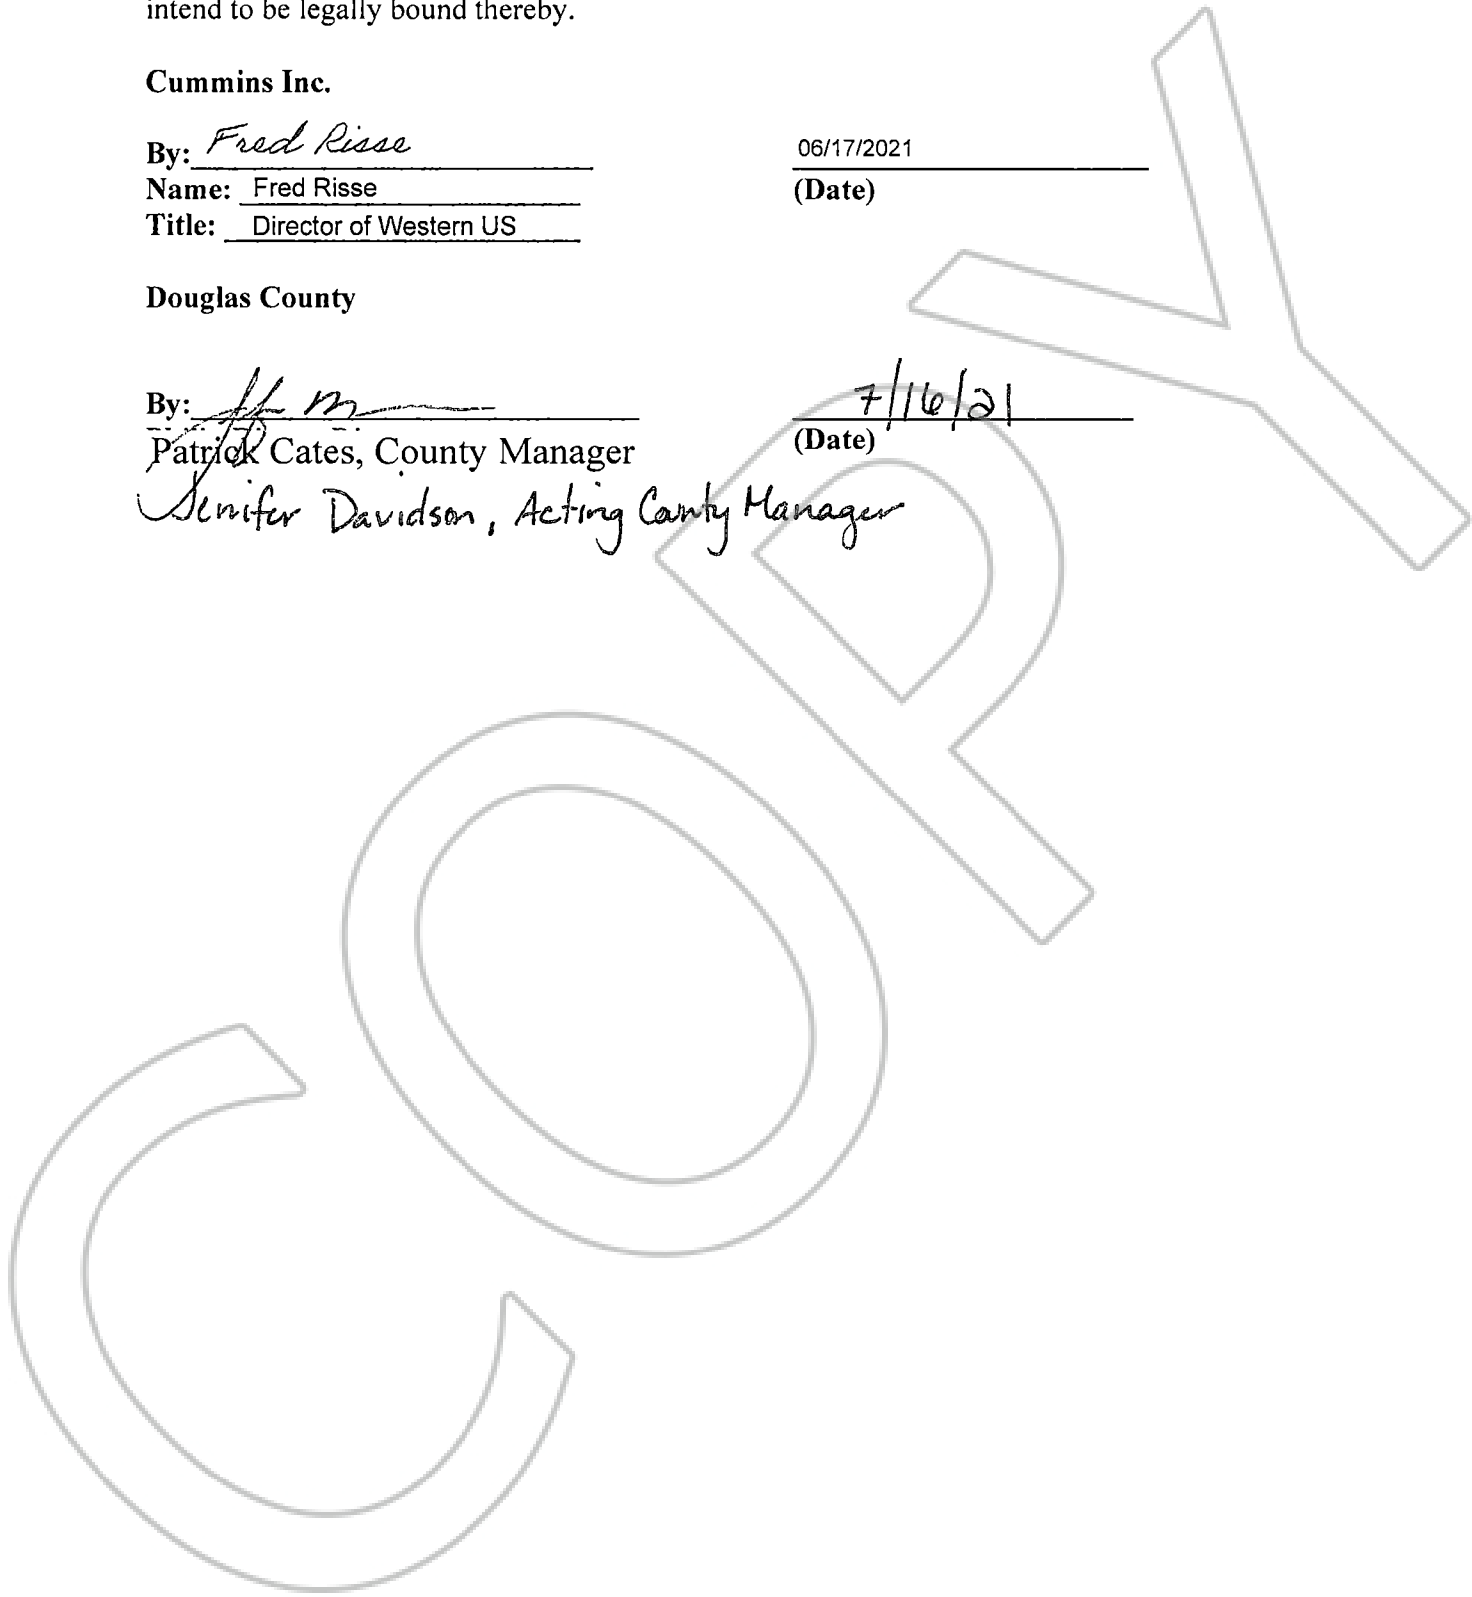 intend to be legally bound thereby.
Cummins Inc.
By: Fred Risse
06/17/2021
Name: Fred Risse
(Date)
Title: Director of Western US
Douglas County
By:
7/16/21
Patrick Cates, County Manager
(Date)
Jenifer Davidson, Acting County Manager
COPY